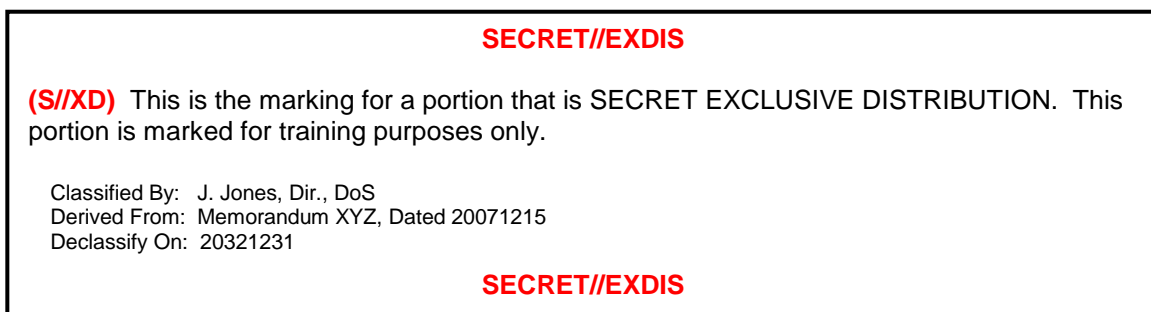 SECRET//EXDIS
(S//XD) This is the marking for a portion that is SECRET EXCLUSIVE DISTRIBUTION. This
portion is marked for training purposes only.
Classified By: J. Jones, Dir., DoS
Derived From: Memorandum XYZ, Dated 20071215
Declassify On: 20321231
SECRET//EXDIS